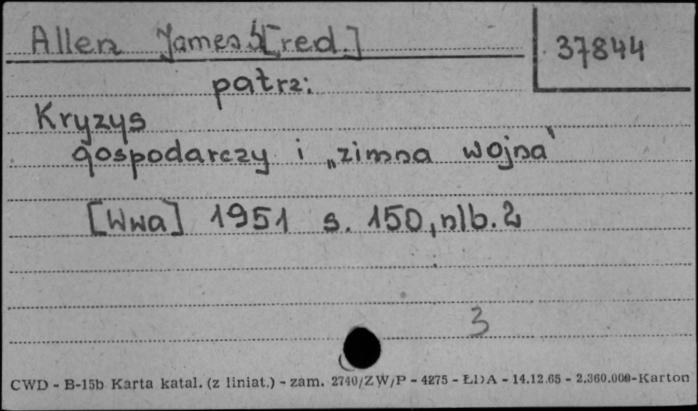 Allen James S [red.]
37844
patrz:
Kryzys
gospodarczy i „zimna wojna"
[Wwa] 1951 s. 150, nlb. 2
3
CWD - B-15b Karta katal. (z liniat.) - zam. 2740/ZW/P - 4275 - ŁDA - 14.12.65 - 2.360.000-Karton